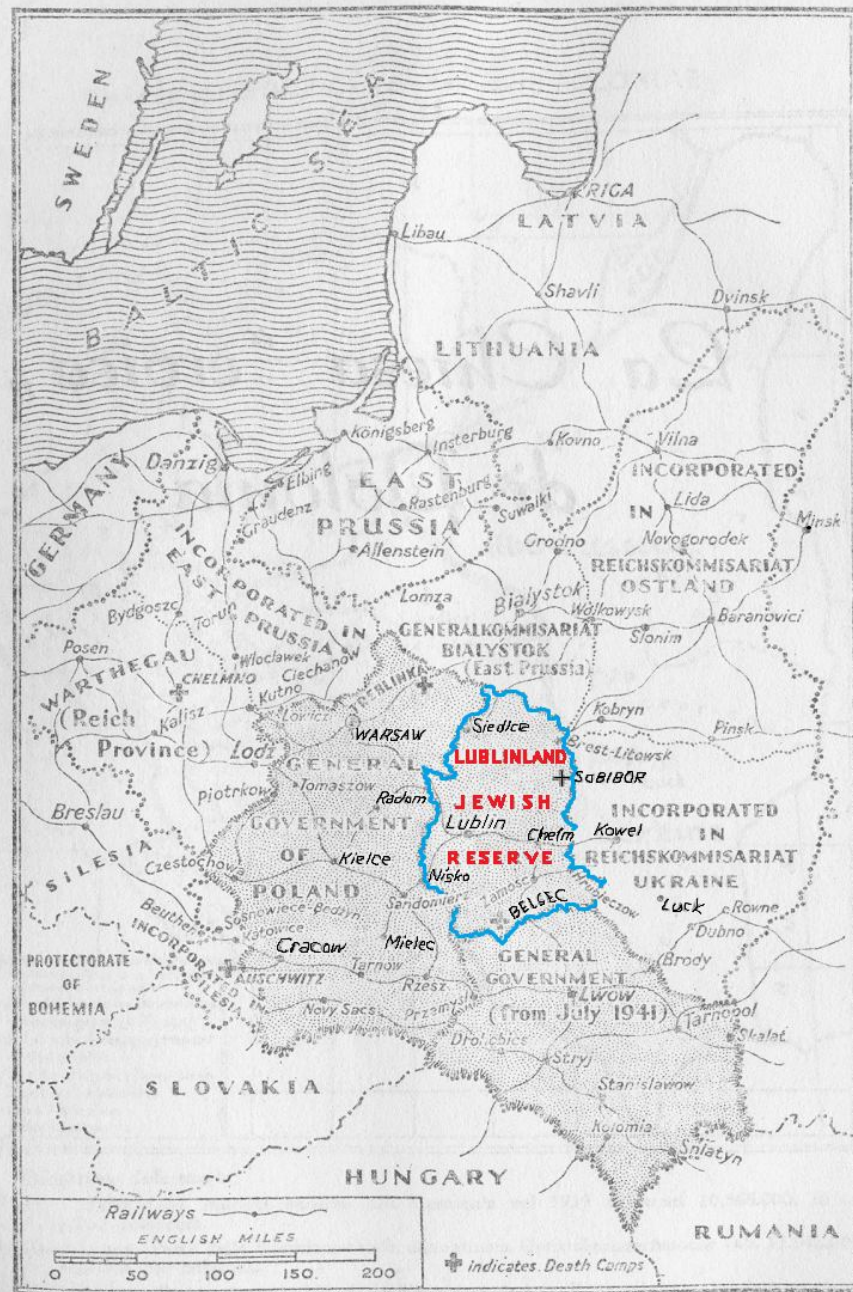 SWEDEN
BALTIC SEA
RIGA
LATVIA
Libau
Shavli
Dvinsk
LITHUANIA
Königsberg
Insterburg
Kovno
Vilna
Danzig
Elbing
GERMANY
EAST
PRUSSIA
Rastenburg
Suwalki
INCORPORATED
IN
REICHSKOMMISARIAT
OSTLAND
Lida
Minsk
Graudenz
Allenstein
Grodno
Novogorodek
INCORPORATED IN
EAST PRUSSIA
Lomza
Bialystok
Wolkowysk
Baranovici
Slonim
Bydgoszc
Torun
GENERALKOMMISARIAT
BIALYSTOK
(East Prussia)
Posen
Wloclawek
Ciechanow
WARTHEGAU
(Reich
Province)
CHELMNO
Kutno
TREBLINKA
Kalisz
Lowicz
WARSAW
Siedlce
Kobryn
Pinsk
Brest-Litowsk
Lodz
GENERAL
GOVERNMENT
OF
POLAND
LUBLINLAND
JEWISH
RESERVE
SOBIBOR
Piotrkow
Tomaszow
Radom
Breslau
Lublin
Chelm
Kowel
INCORPORATED
IN
REICHSKOMMISARIAT
UKRAINE
SILESIA
Czestochowa
Kielce
Nisko
Zamosc
Hrubieszow
Sandomierz
BELGEC
Luck
Rowne
Dubno
Beuthen
Sosnowiece-Bedzyn
Katowice
Cracow
Mielec
Brody
PROTECTORATE
OF
BOHEMIA
INCORPORATED IN
SILESIA
AUSCHWITZ
Tarnow
Rzesz
GENERAL
GOVERNMENT
(from July 1941)
Lwow
Tarnopol
Novy Sacs
Przemysl
Skalat
Drohobics
Stryj
SLOVAKIA
Stanislawow
Kolomia
Sniatyn
HUNGARY
RUMANIA
Railways
ENGLISH MILES
0 50 100 150 200
indicates Death Camps